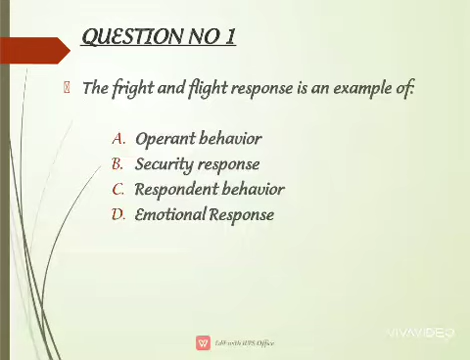 QUESTION NO 1
The fright and flight response is an example of:
A. Operant behavior
B. Security response
C. Respondent behavior
D. Emotional Response
VIVAVIDEO
Edit with WPS Office